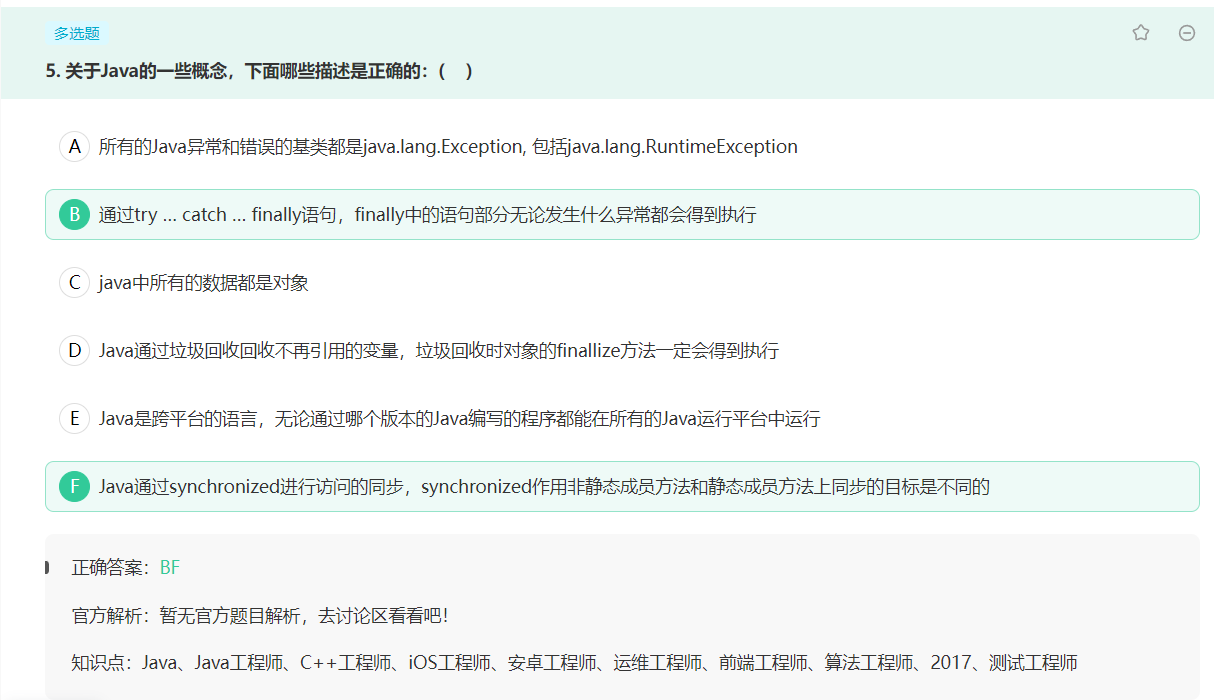 多选题
5. 关于Java的一些概念，下面哪些描述是正确的：(    )
A 所有的Java异常和错误的基类都是java.lang.Exception, 包括java.lang.RuntimeException
B 通过try ... catch ... finally语句，finally中的语句部分无论发生什么异常都会得到执行
C java中所有的数据都是对象
D Java通过垃圾回收回收不再引用的变量，垃圾回收时对象的finallize方法一定会得到执行
E Java是跨平台的语言，无论通过哪个版本的Java编写的程序都能在所有的Java运行平台中运行
F Java通过synchronized进行访问的同步，synchronized作用非静态成员方法和静态成员方法上同步的目标是不同的
正确答案：BF
官方解析：暂无官方题目解析，去讨论区看看吧！
知识点：Java、Java工程师、C++工程师、iOS工程师、安卓工程师、运维工程师、前端工程师、算法工程师、2017、测试工程师